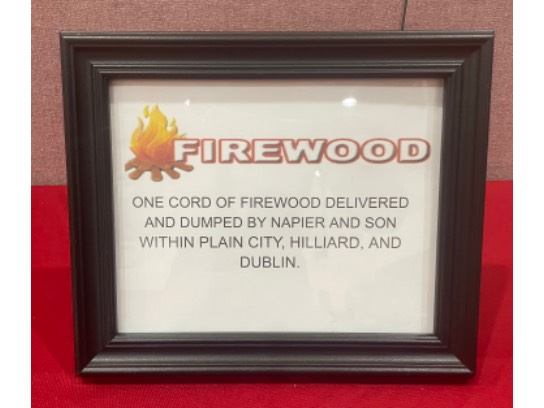 FIREWOOD
ONE CORD OF FIREWOOD DELIVERED
AND DUMPED BY NAPIER AND SON
WITHIN PLAIN CITY, HILLIARD, AND
DUBLIN.